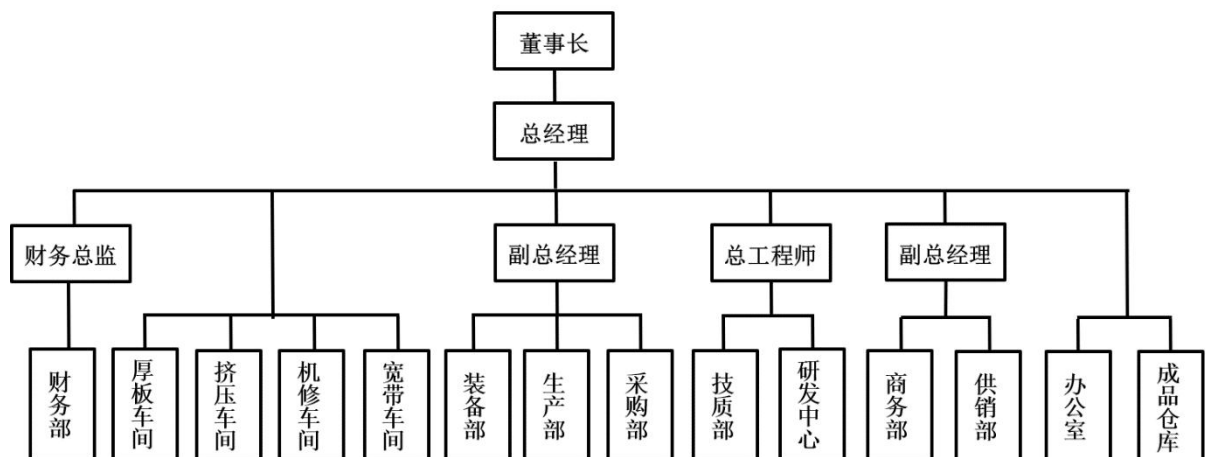 董事长
总经理
财务总监
副总经理
总工程师
副总经理
财务部
厚板车间
挤压车间
机修车间
宽带车间
装备部
生产部
采购部
技质部
研发中心
商务部
供销部
办公室
成品仓库